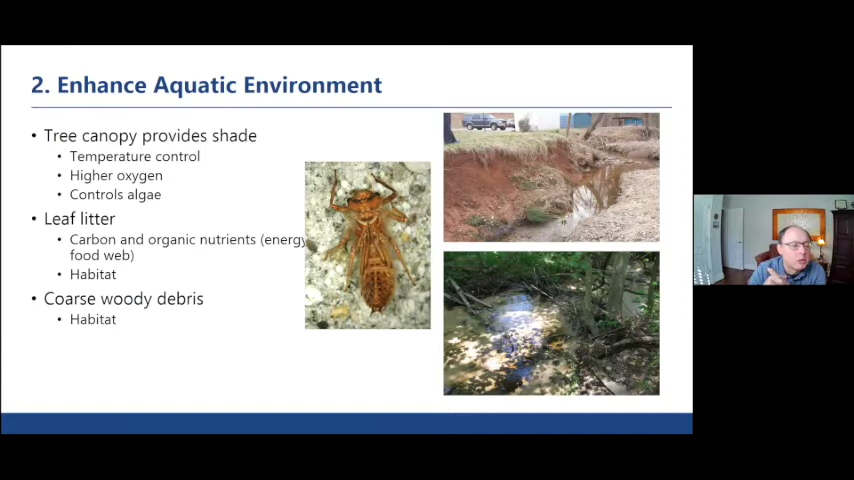 2. Enhance Aquatic Environment
• Tree canopy provides shade
• Temperature control
• Higher oxygen
• Controls algae
• Leaf litter
• Carbon and organic nutrients (energy
food web)
• Habitat
• Coarse woody debris
• Habitat